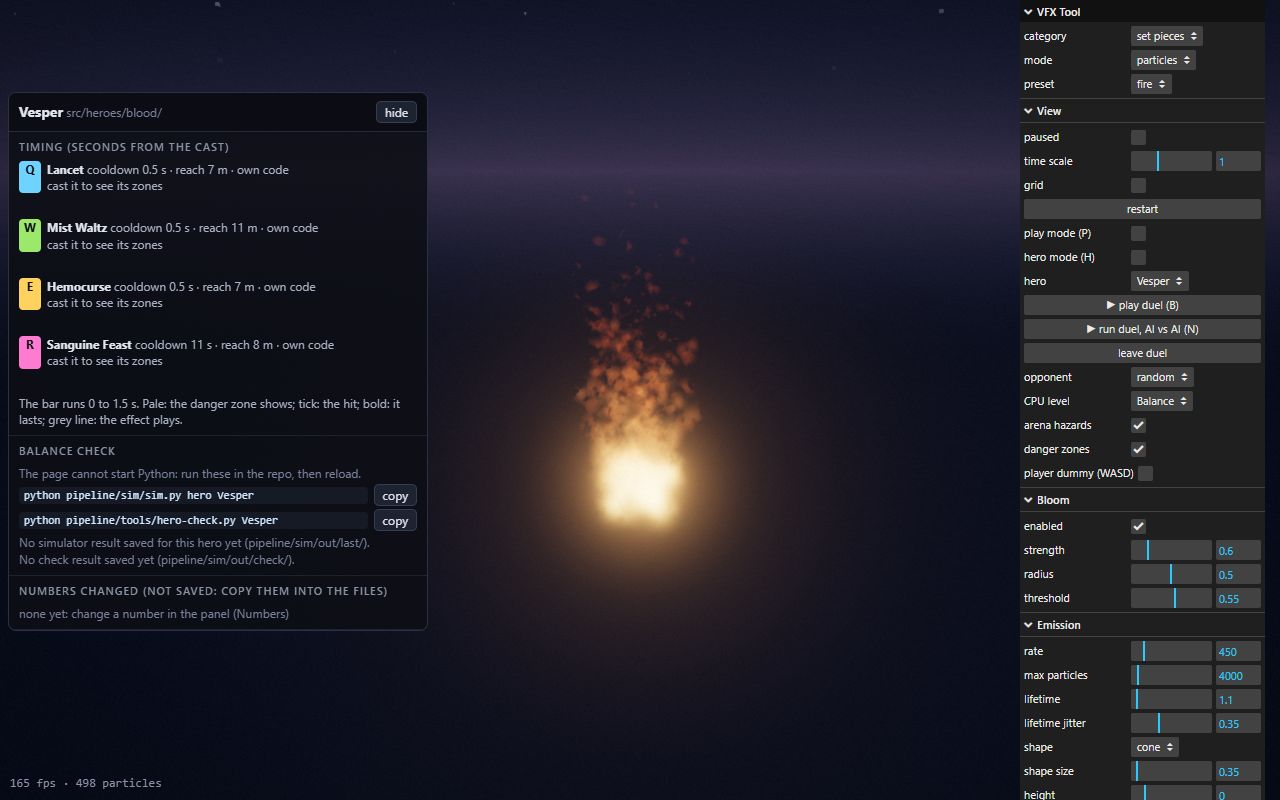 Vesper src/heroes/blood/
hide
TIMING (SECONDS FROM THE CAST)
Q
Lancet cooldown 0.5 s · reach 7 m · own code
cast it to see its zones
W
Mist Waltz cooldown 0.5 s · reach 11 m · own code
cast it to see its zones
E
Hemocurse cooldown 0.5 s · reach 7 m · own code
cast it to see its zones
R
Sanguine Feast cooldown 11 s · reach 8 m · own code
cast it to see its zones
The bar runs 0 to 1.5 s. Pale: the danger zone shows; tick: the hit; bold: it
lasts; grey line: the effect plays.
BALANCE CHECK
The page cannot start Python: run these in the repo, then reload.
python pipeline/sim/sim.py hero Vesper
copy
python pipeline/tools/hero-check.py Vesper
copy
No simulator result saved for this hero yet (pipeline/sim/out/last/).
No check result saved yet (pipeline/sim/out/check/).
NUMBERS CHANGED (NOT SAVED: COPY THEM INTO THE FILES)
none yet: change a number in the panel (Numbers)
165 fps · 498 particles
VFX Tool
category set pieces
mode particles
preset fire
View
paused
time scale 1
grid
restart
play mode (P)
hero mode (H)
hero Vesper
▶ play duel (B)
▶ run duel, AI vs AI (N)
leave duel
opponent random
CPU level Balance
arena hazards
danger zones
player dummy (WASD)
Bloom
enabled
strength 0.6
radius 0.5
threshold 0.55
Emission
rate 450
max particles 4000
lifetime 1.1
lifetime jitter 0.35
shape cone
shape size 0.35
height 0